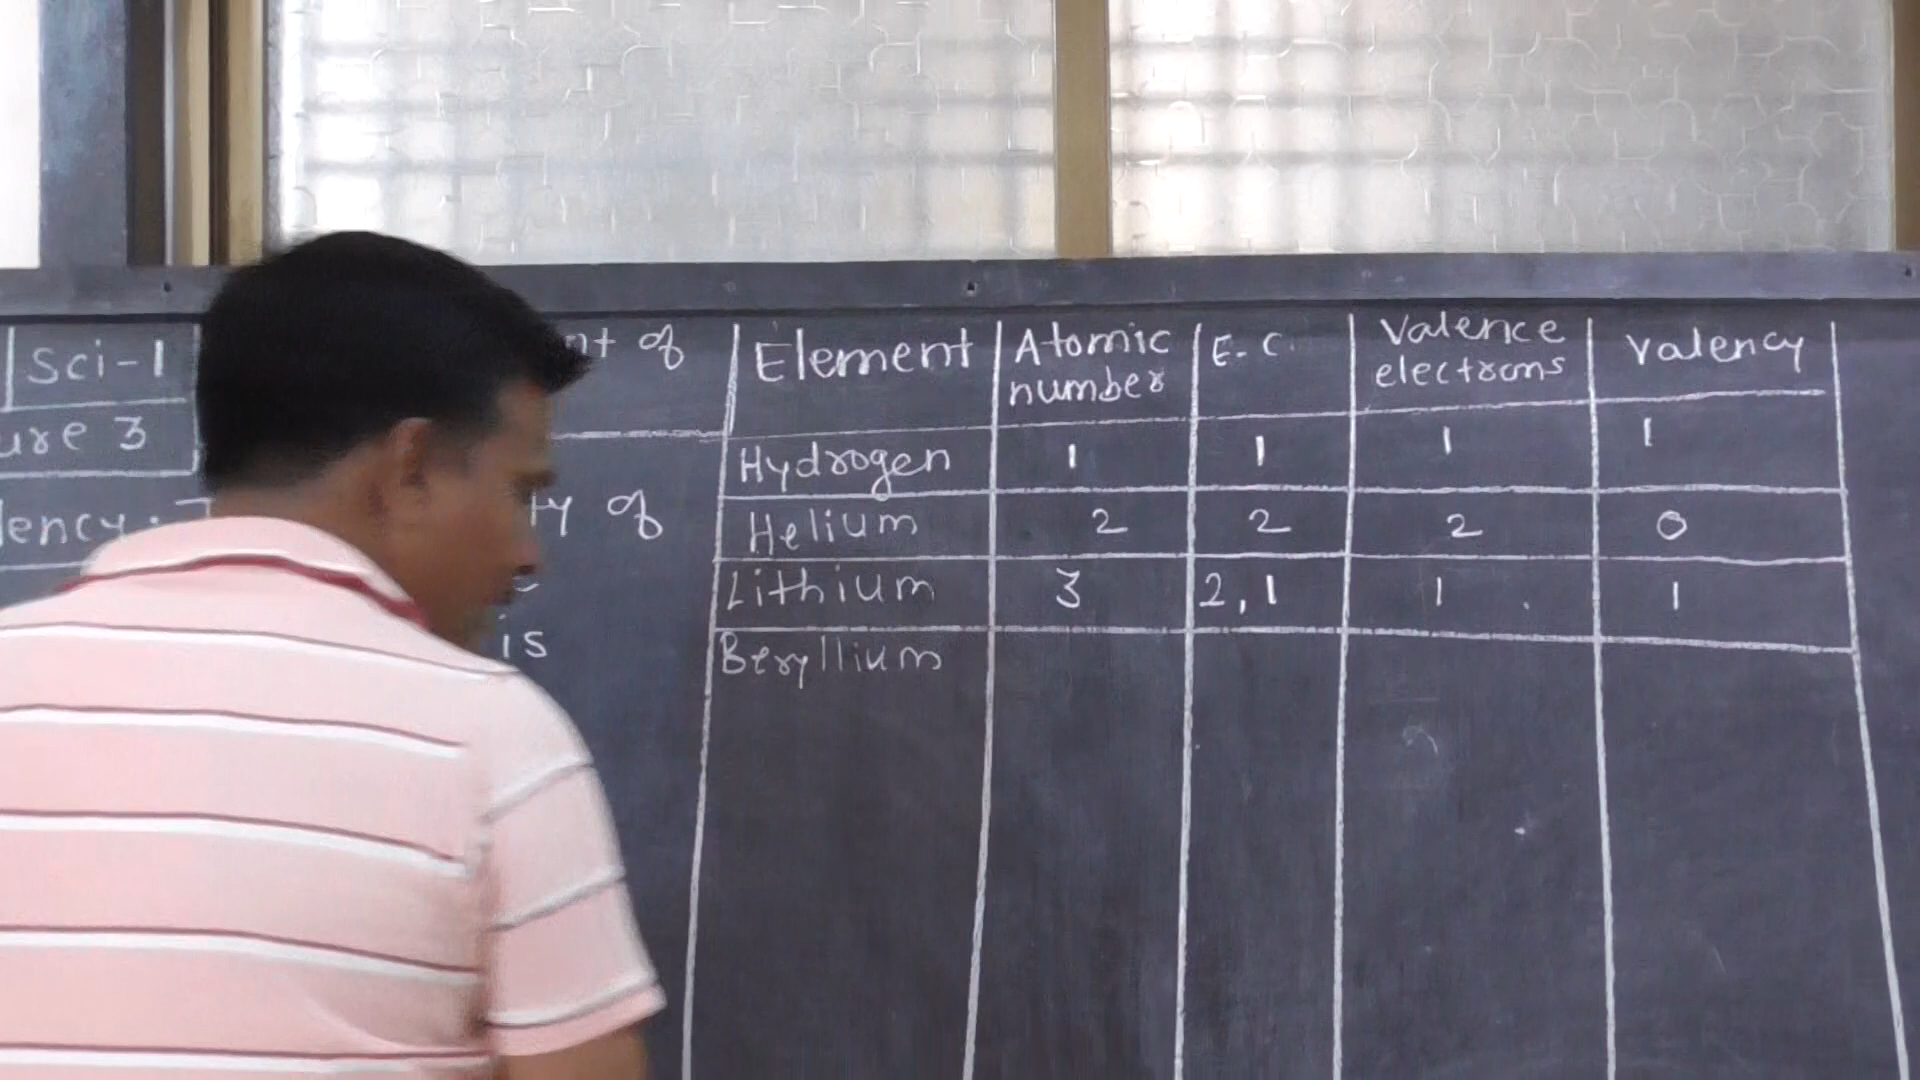 Sci-1
of
ure 3
lency.
ty of
is
Element Atomic number E.C. Valence electrons Valency
Hydrogen 1 1 1 1
Helium 2 2 2 0
Lithium 3 2,1 1 1
Beryllium